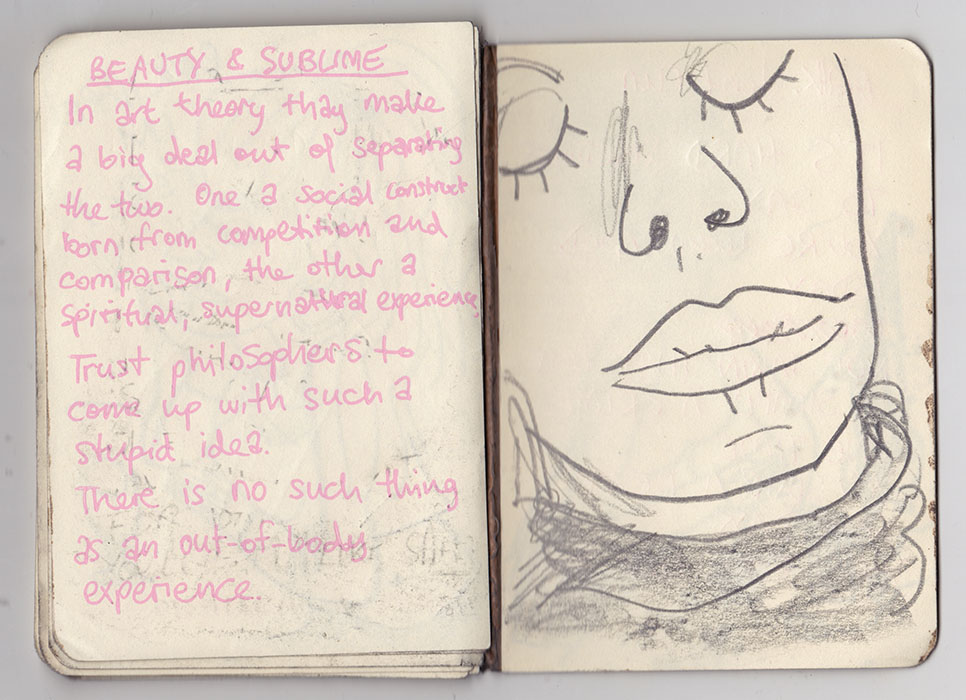 BEAUTY & SUBLIME
In art theory thay make
a big deal out of separating
the two. One a social construct
born from competition and
comparison, the other a
spiritual, supernatural experience
Trust philosophers to
come up with such a
stupid idea.
There is no such thing
as an out-of-body
experience.